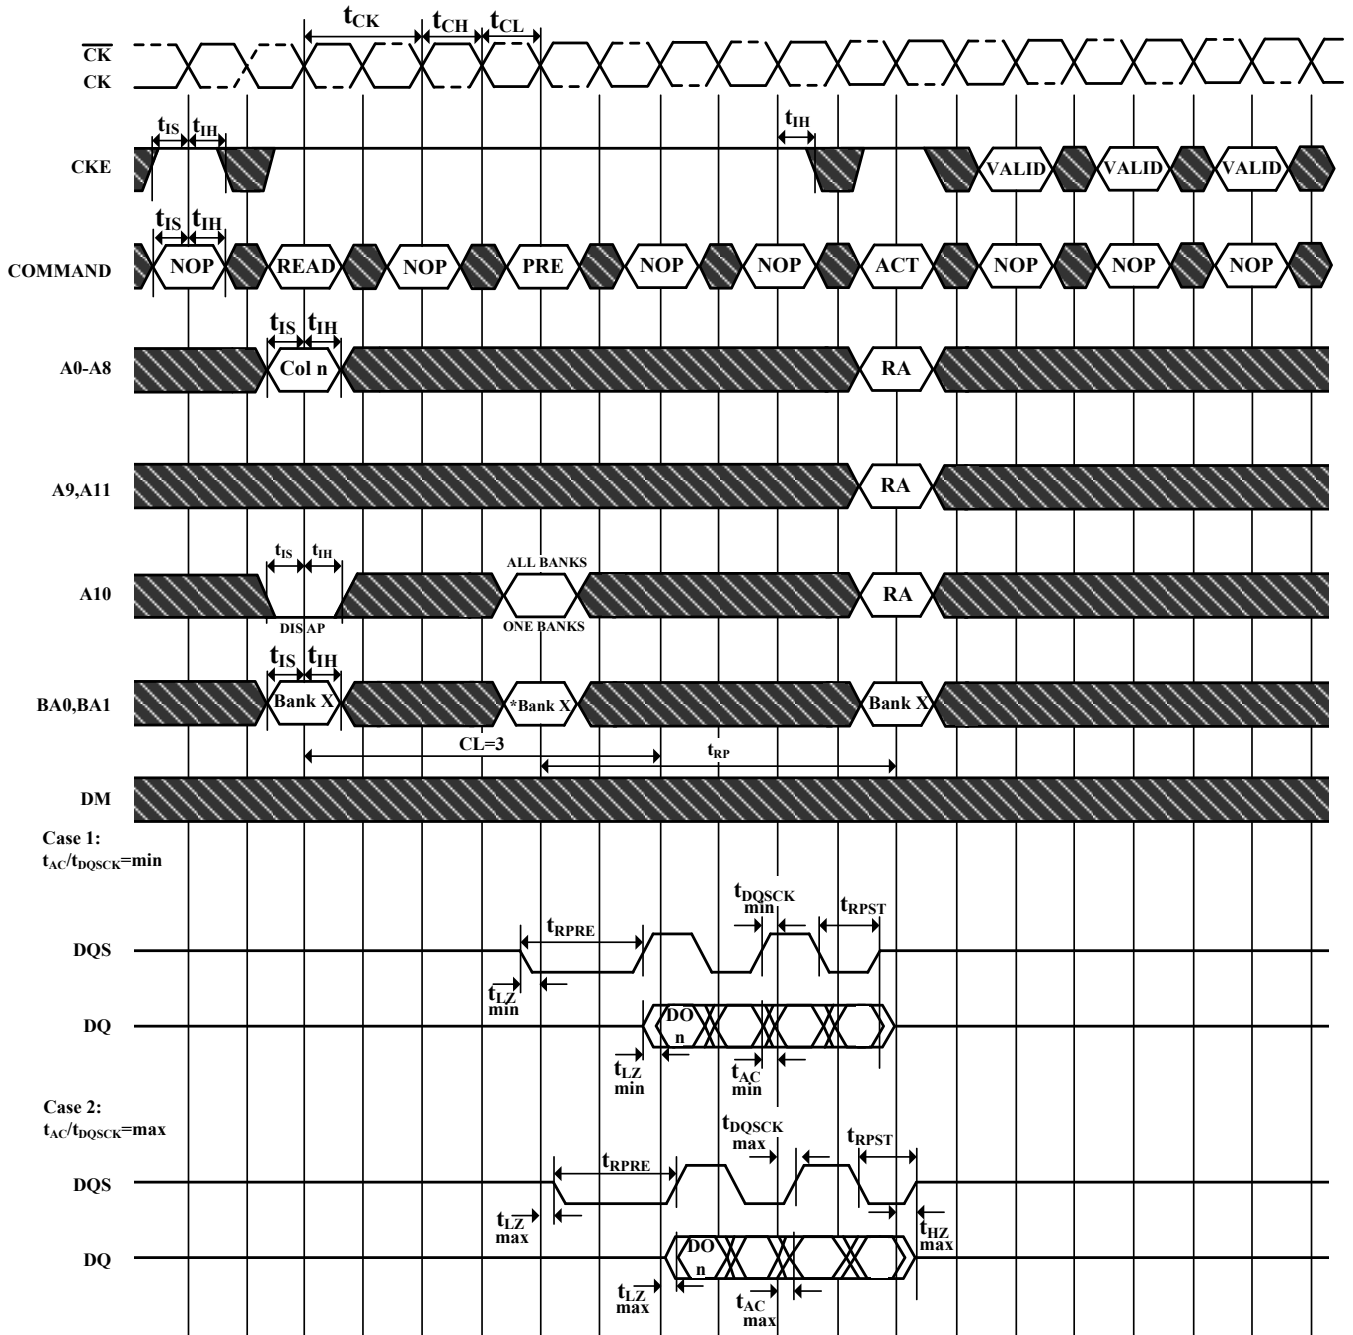 tCK tCH tCL
CK
CK
tIS tIH tIH
CKE VALID VALID VALID
tIS tIH
COMMAND NOP READ NOP PRE NOP NOP ACT NOP NOP NOP
tIS tIH
A0-A8 Col n RA
A9,A11 RA
tIS tIH ALL BANKS
A10 RA
DIS AP ONE BANKS
tIS tIH
BA0,BA1 Bank X *Bank X Bank X
CL=3 tRP
DM
Case 1:
tAC/tDQSCK=min
tDQSCK
min tRPST
tRPRE
DQS
tLZ
min
DQ DO
n
tLZ
min tAC
min
Case 2:
tAC/tDQSCK=max
tDQSCK
max tRPST
tRPRE
DQS
tLZ
max tHZ
max
DQ DO
n
tLZ
max tAC
max